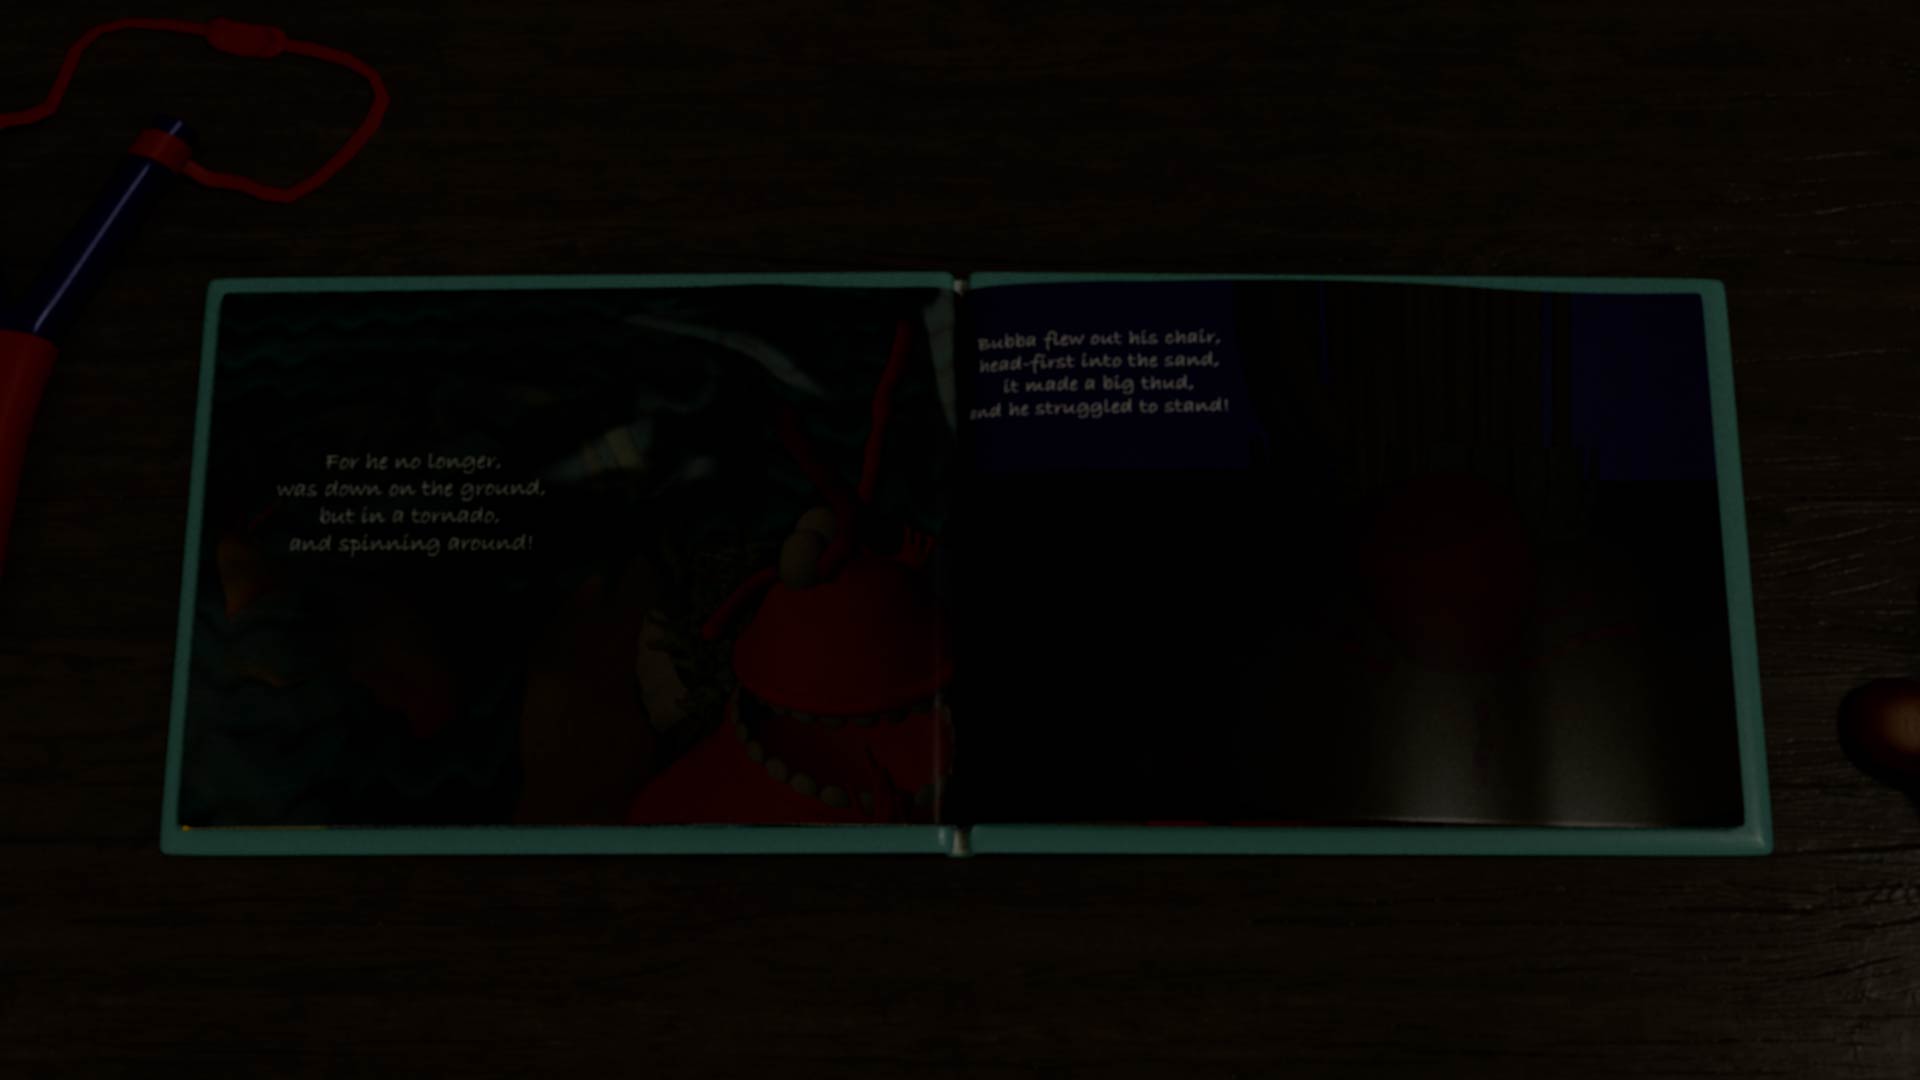 For he no longer,
was down on the ground,
but in a tornado,
and spinning around!
Bubba flew out his chair,
head-first into the sand,
it made a big thud,
and he struggled to stand!